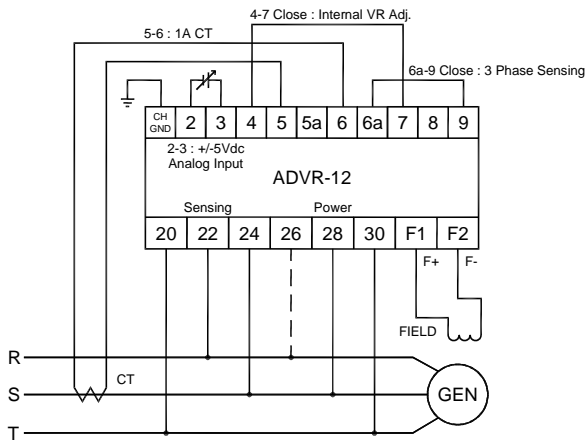 4-7 Close : Internal VR Adj.
5-6 : 1A CT
6a-9 Close : 3 Phase Sensing
CH GND 2 3 4 5 5a 6 6a 7 8 9
2-3 : +/-5Vdc
Analog Input
ADVR-12
Sensing Power
20 22 24 26 28 30 F1 F2
F+ F-
FIELD
R
CT
S
GEN
T